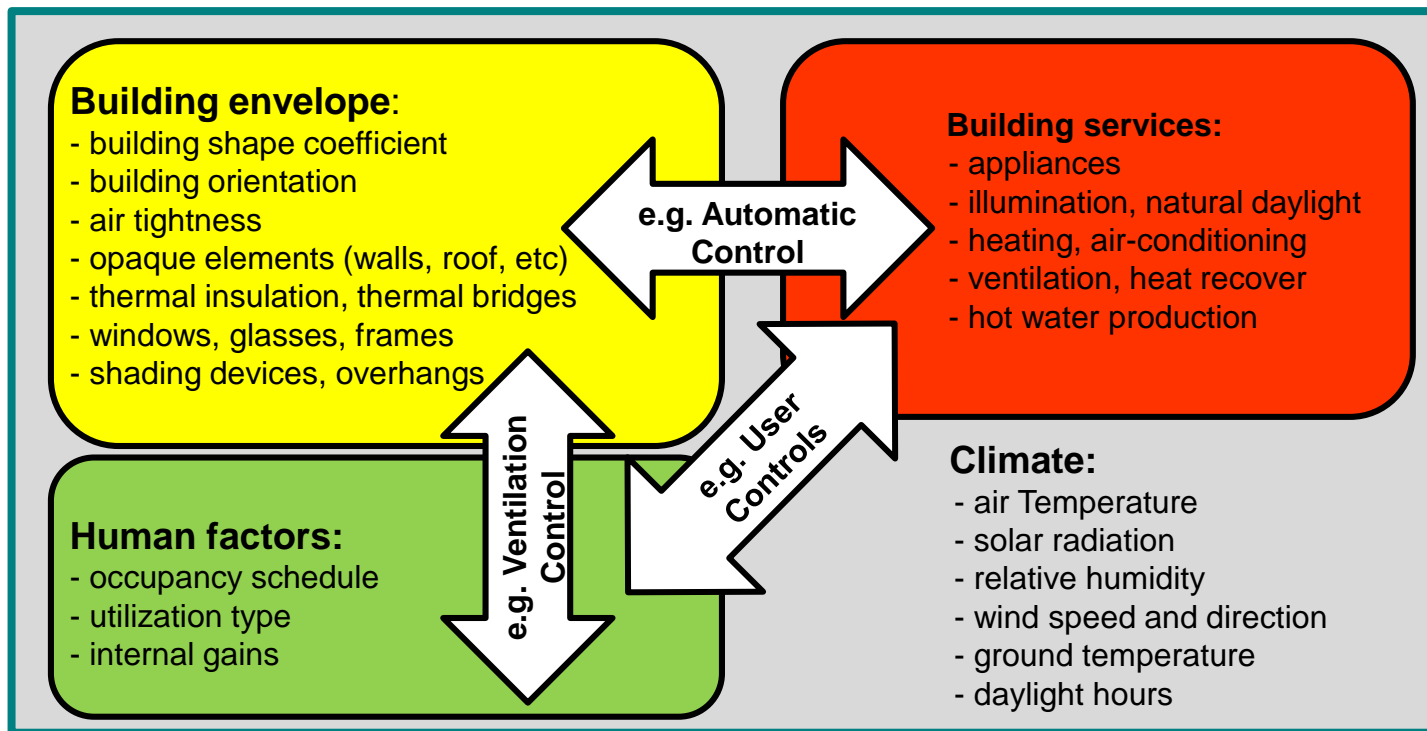 Building envelope:
- building shape coefficient
- building orientation
- air tightness
- opaque elements (walls, roof, etc)
- thermal insulation, thermal bridges
- windows, glasses, frames
- shading devices, overhangs
e.g. Automatic
Control
Building services:
- appliances
- illumination, natural daylight
- heating, air-conditioning
- ventilation, heat recover
- hot water production
e.g. Ventilation
Control
e.g. User
Controls
Human factors:
- occupancy schedule
- utilization type
- internal gains
Climate:
- air Temperature
- solar radiation
- relative humidity
- wind speed and direction
- ground temperature
- daylight hours